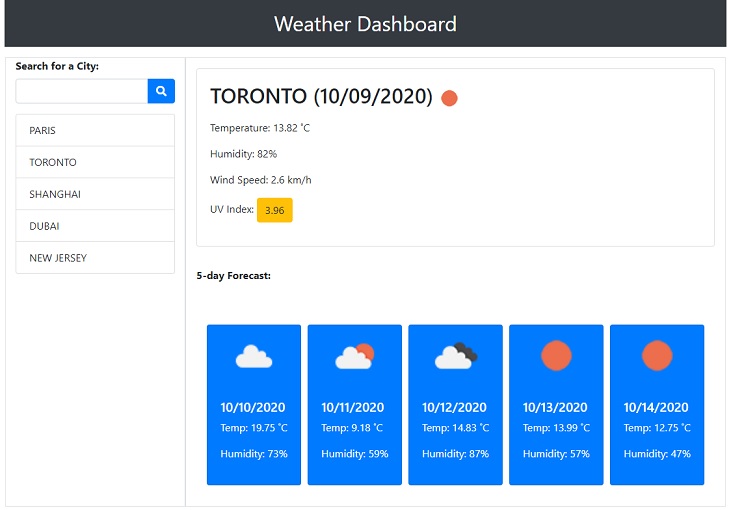 Weather Dashboard
Search for a City:
PARIS
TORONTO
SHANGHAI
DUBAI
NEW JERSEY
TORONTO (10/09/2020)
Temperature: 13.82 °C
Humidity: 82%
Wind Speed: 2.6 km/h
UV Index: 3.96
5-day Forecast:
10/10/2020
Temp: 19.75 °C
Humidity: 73%
10/11/2020
Temp: 9.18 °C
Humidity: 59%
10/12/2020
Temp: 14.83 °C
Humidity: 87%
10/13/2020
Temp: 13.99 °C
Humidity: 57%
10/14/2020
Temp: 12.75 °C
Humidity: 47%